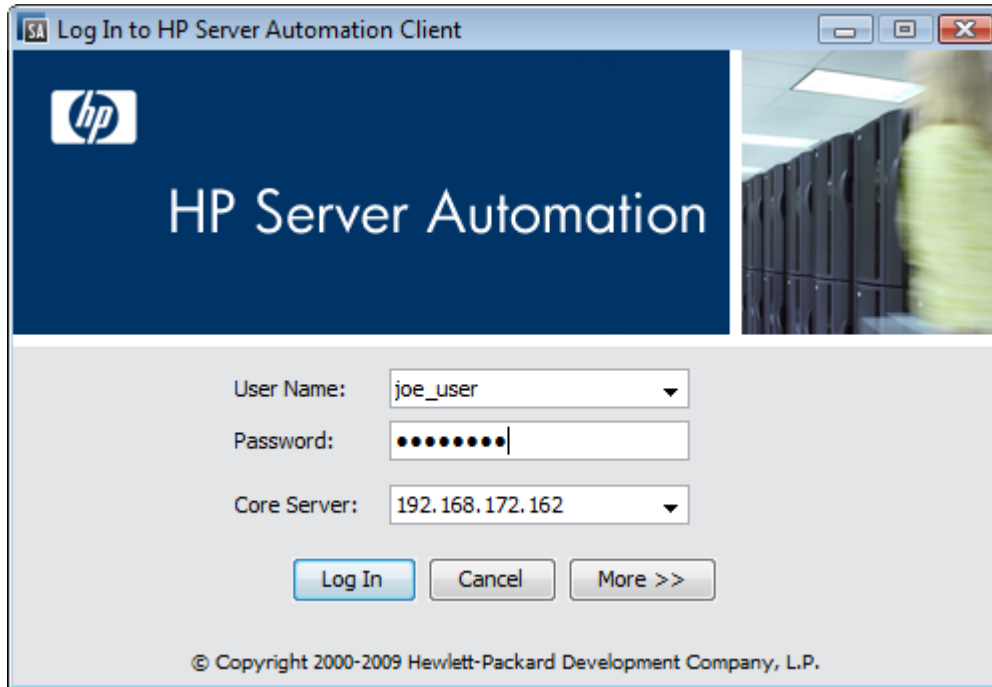 SA Log In to HP Server Automation Client
hp
HP Server Automation
User Name: joe_user
Password: ●●●●●●●●
Core Server: 192.168.172.162
Log In Cancel More >>
© Copyright 2000-2009 Hewlett-Packard Development Company, L.P.